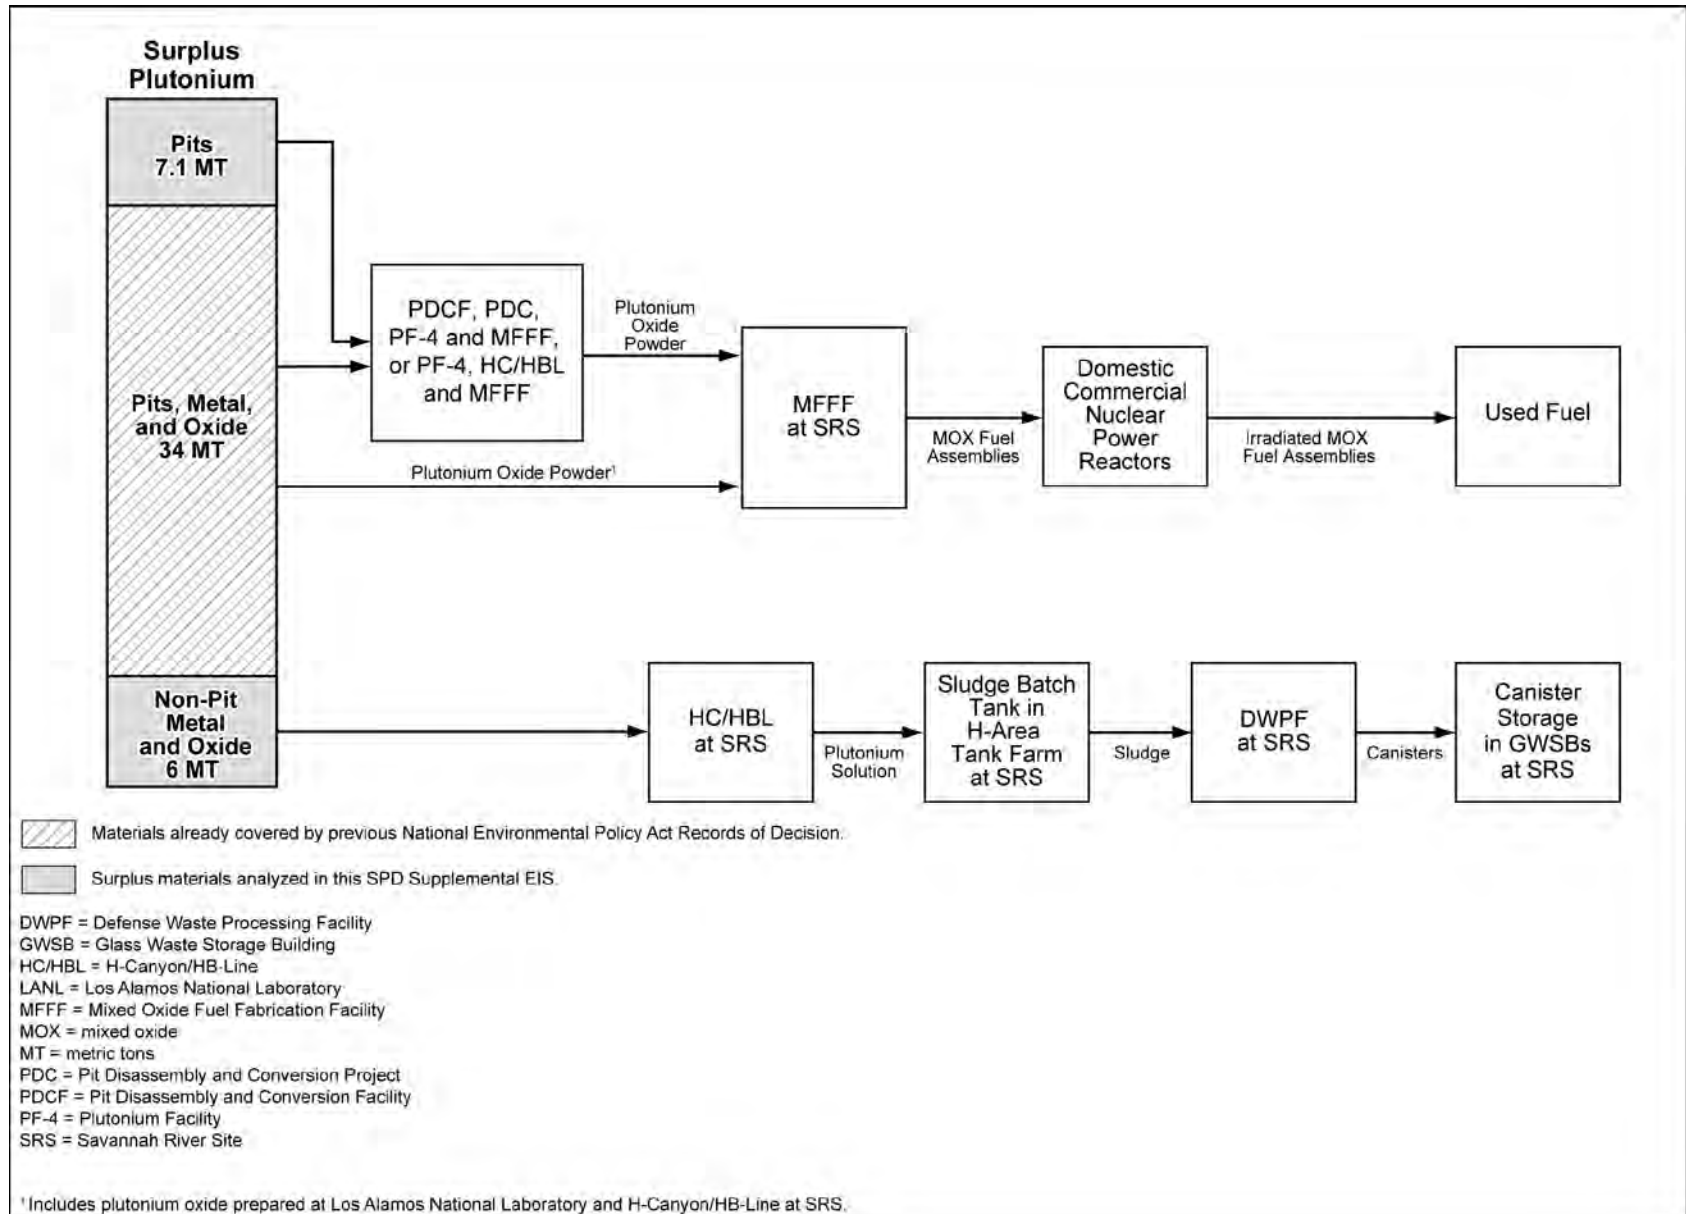 Surplus
Plutonium
Pits
7.1 MT
Pits, Metal,
and Oxide
34 MT
Non-Pit
Metal
and Oxide
6 MT
PDCF, PDC,
PF-4 and MFFF,
or PF-4, HC/HBL
and MFFF
Plutonium
Oxide
Powder
Plutonium Oxide Powder¹
MFFF
at SRS
MOX Fuel
Assemblies
Domestic
Commercial
Nuclear
Power
Reactors
Irradiated MOX
Fuel Assemblies
Used Fuel
HC/HBL
at SRS
Plutonium
Solution
Sludge Batch
Tank in
H-Area
Tank Farm
at SRS
Sludge
DWPF
at SRS
Canisters
Canister
Storage
in GWSBs
at SRS
Materials already covered by previous National Environmental Policy Act Records of Decision.
Surplus materials analyzed in this SPD Supplemental EIS.
DWPF = Defense Waste Processing Facility
GWSB = Glass Waste Storage Building
HC/HBL = H-Canyon/HB-Line
LANL = Los Alamos National Laboratory
MFFF = Mixed Oxide Fuel Fabrication Facility
MOX = mixed oxide
MT = metric tons
PDC = Pit Disassembly and Conversion Project
PDCF = Pit Disassembly and Conversion Facility
PF-4 = Plutonium Facility
SRS = Savannah River Site
¹ Includes plutonium oxide prepared at Los Alamos National Laboratory and H-Canyon/HB-Line at SRS.